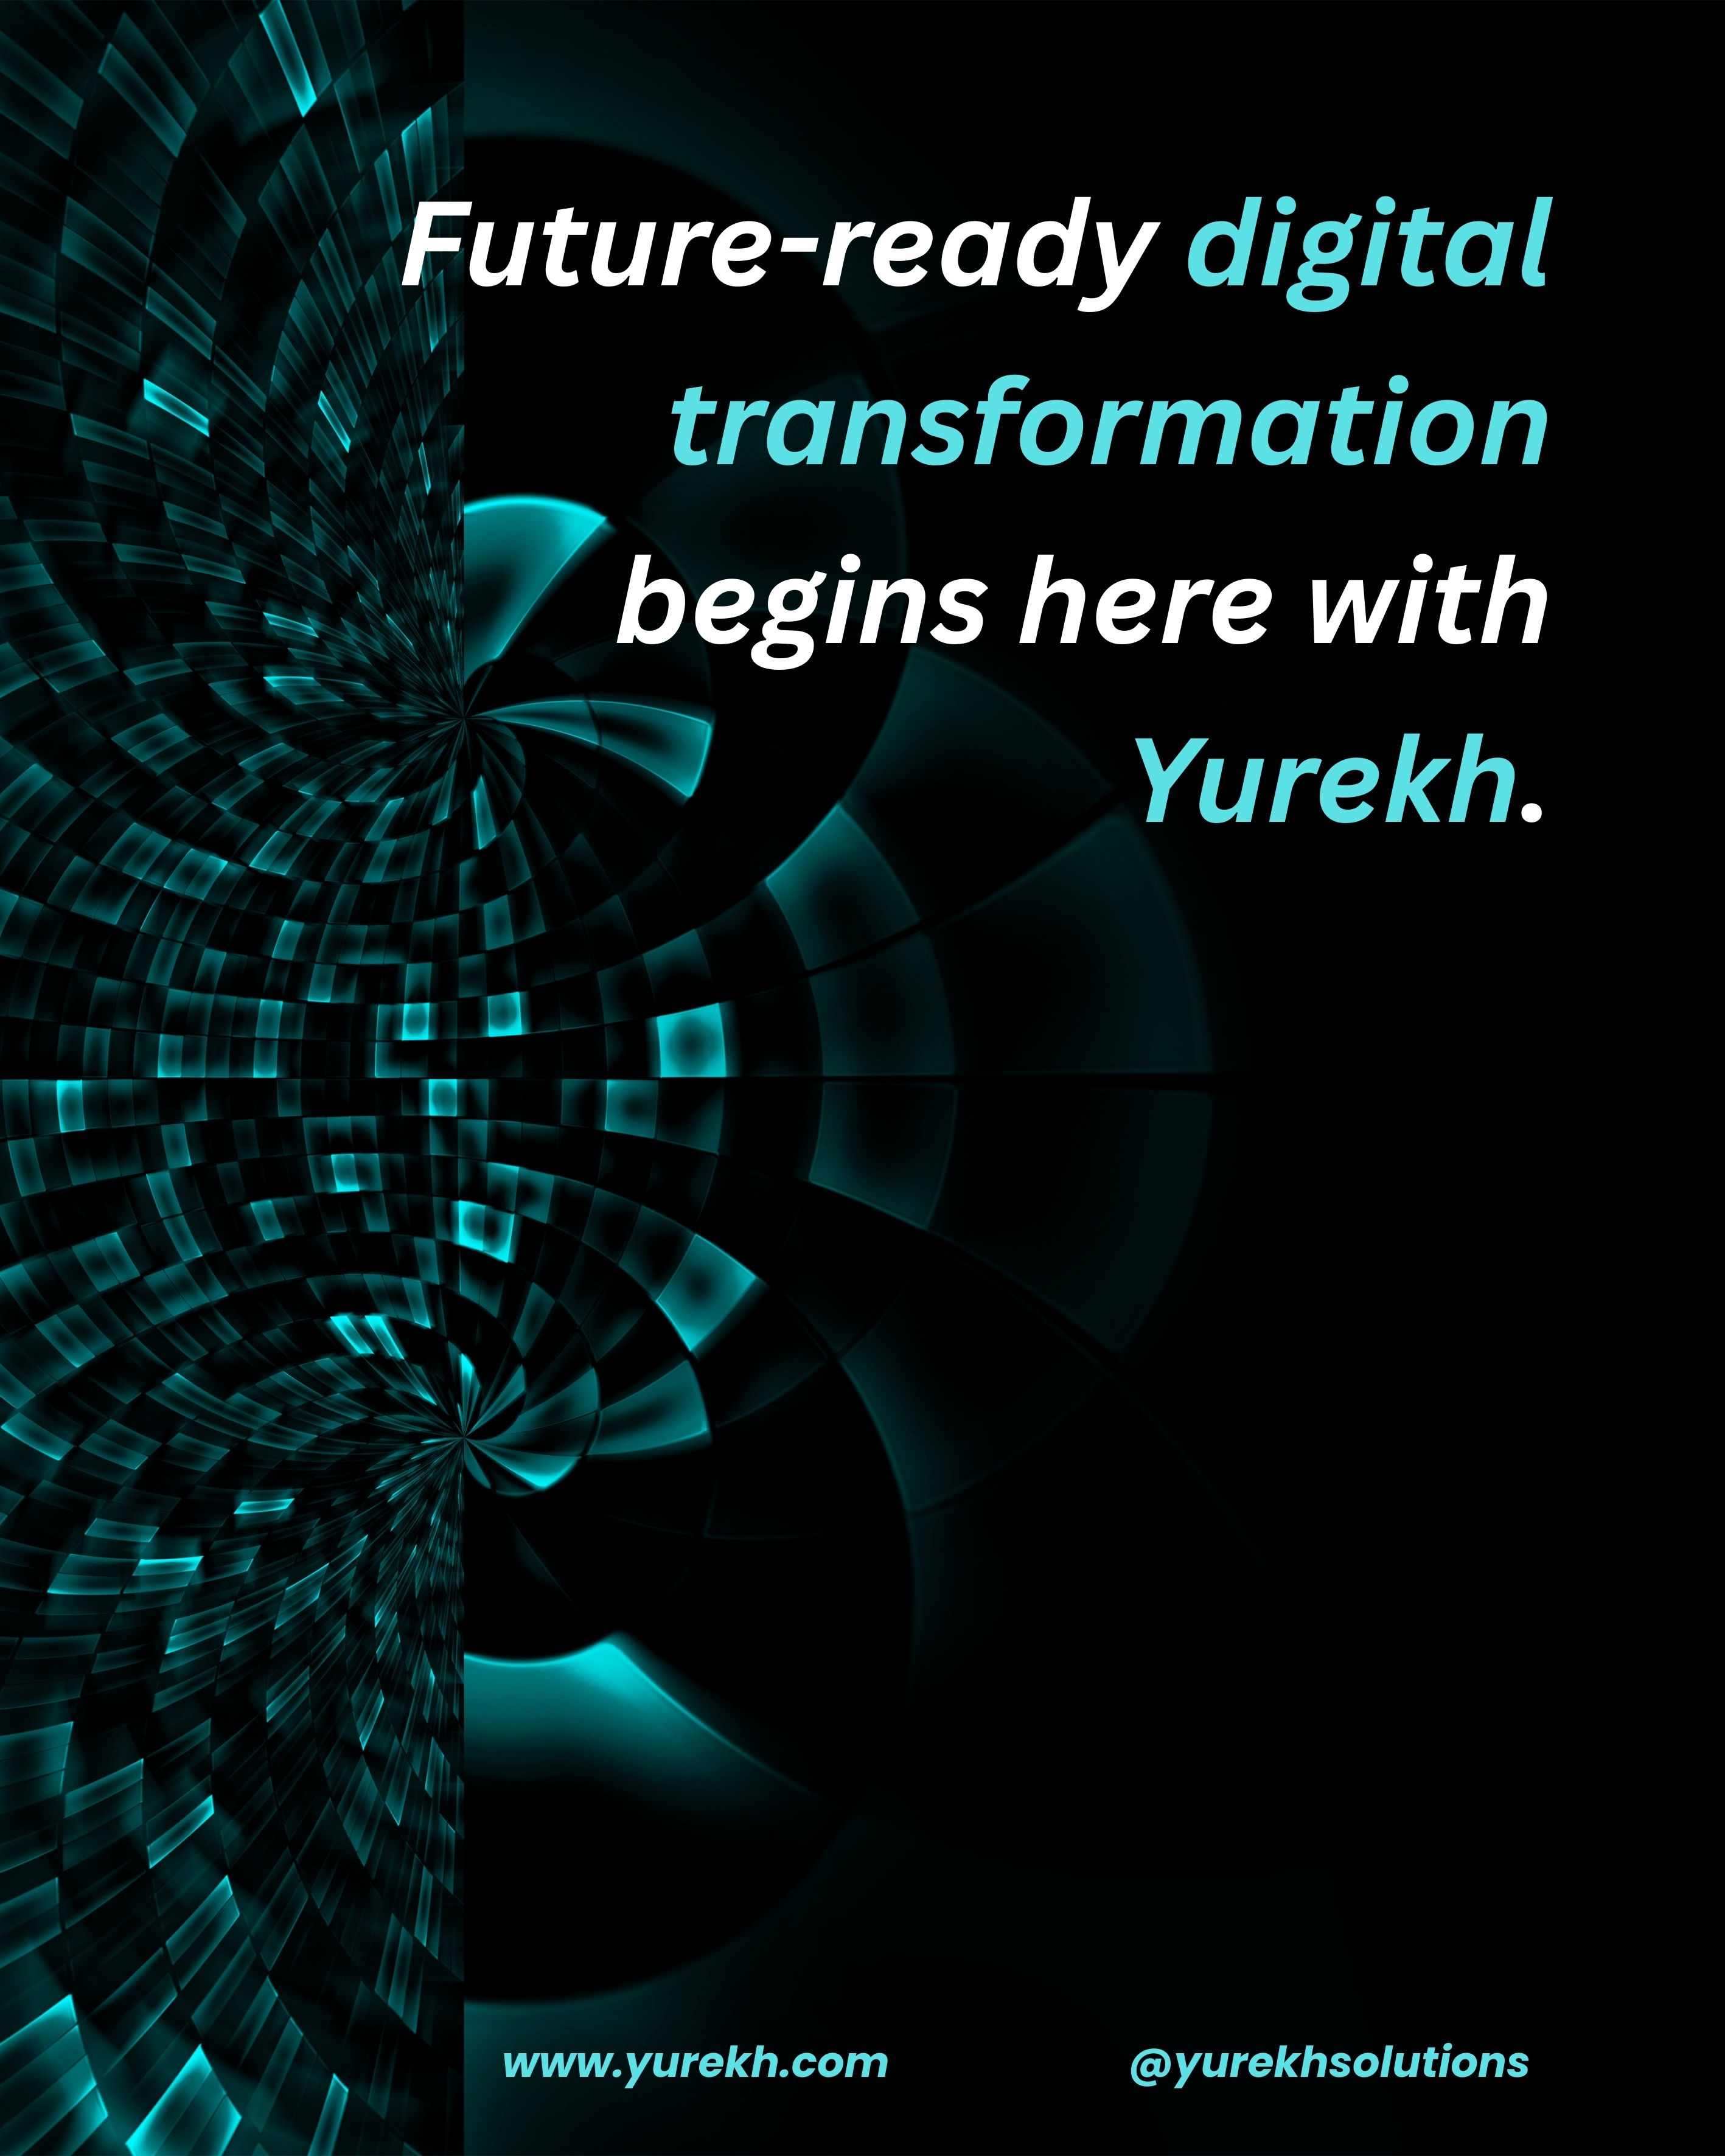 Future-ready digital
transformation
begins here with
Yurekh.
www.yurekh.com
@yurekhsolutions